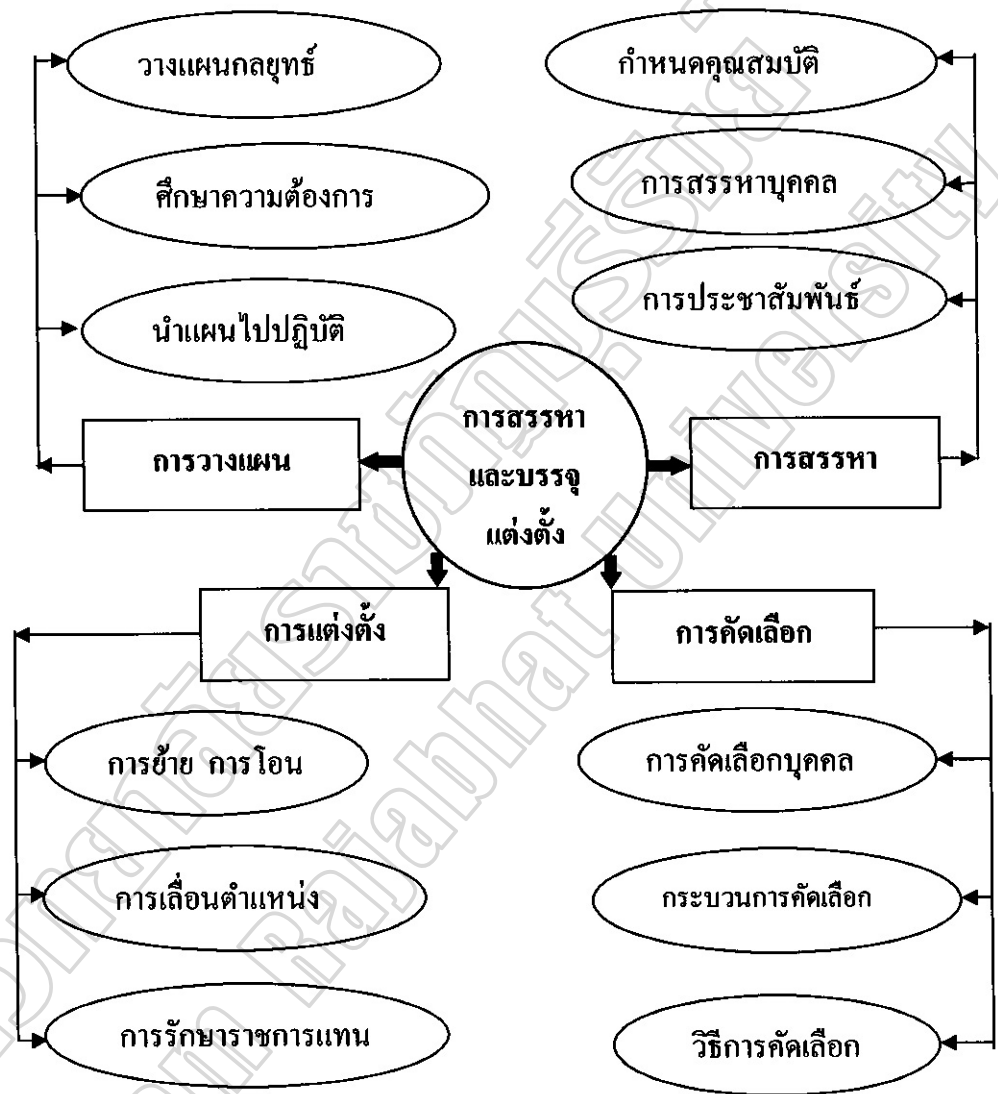 วางแผนกลยุทธ์
กำหนดคุณสมบัติ
ศึกษาความต้องการ
การสรรหาบุคคล
นำแผนไปปฏิบัติ
การประชาสัมพันธ์
การสรรหา
และบรรจุ
แต่งตั้ง
การวางแผน
การสรรหา
การแต่งตั้ง
การคัดเลือก
การย้าย การโอน
การคัดเลือกบุคคล
การเลื่อนตำแหน่ง
กระบวนการคัดเลือก
การรักษาราชการแทน
วิธีการคัดเลือก
Rajabhat University